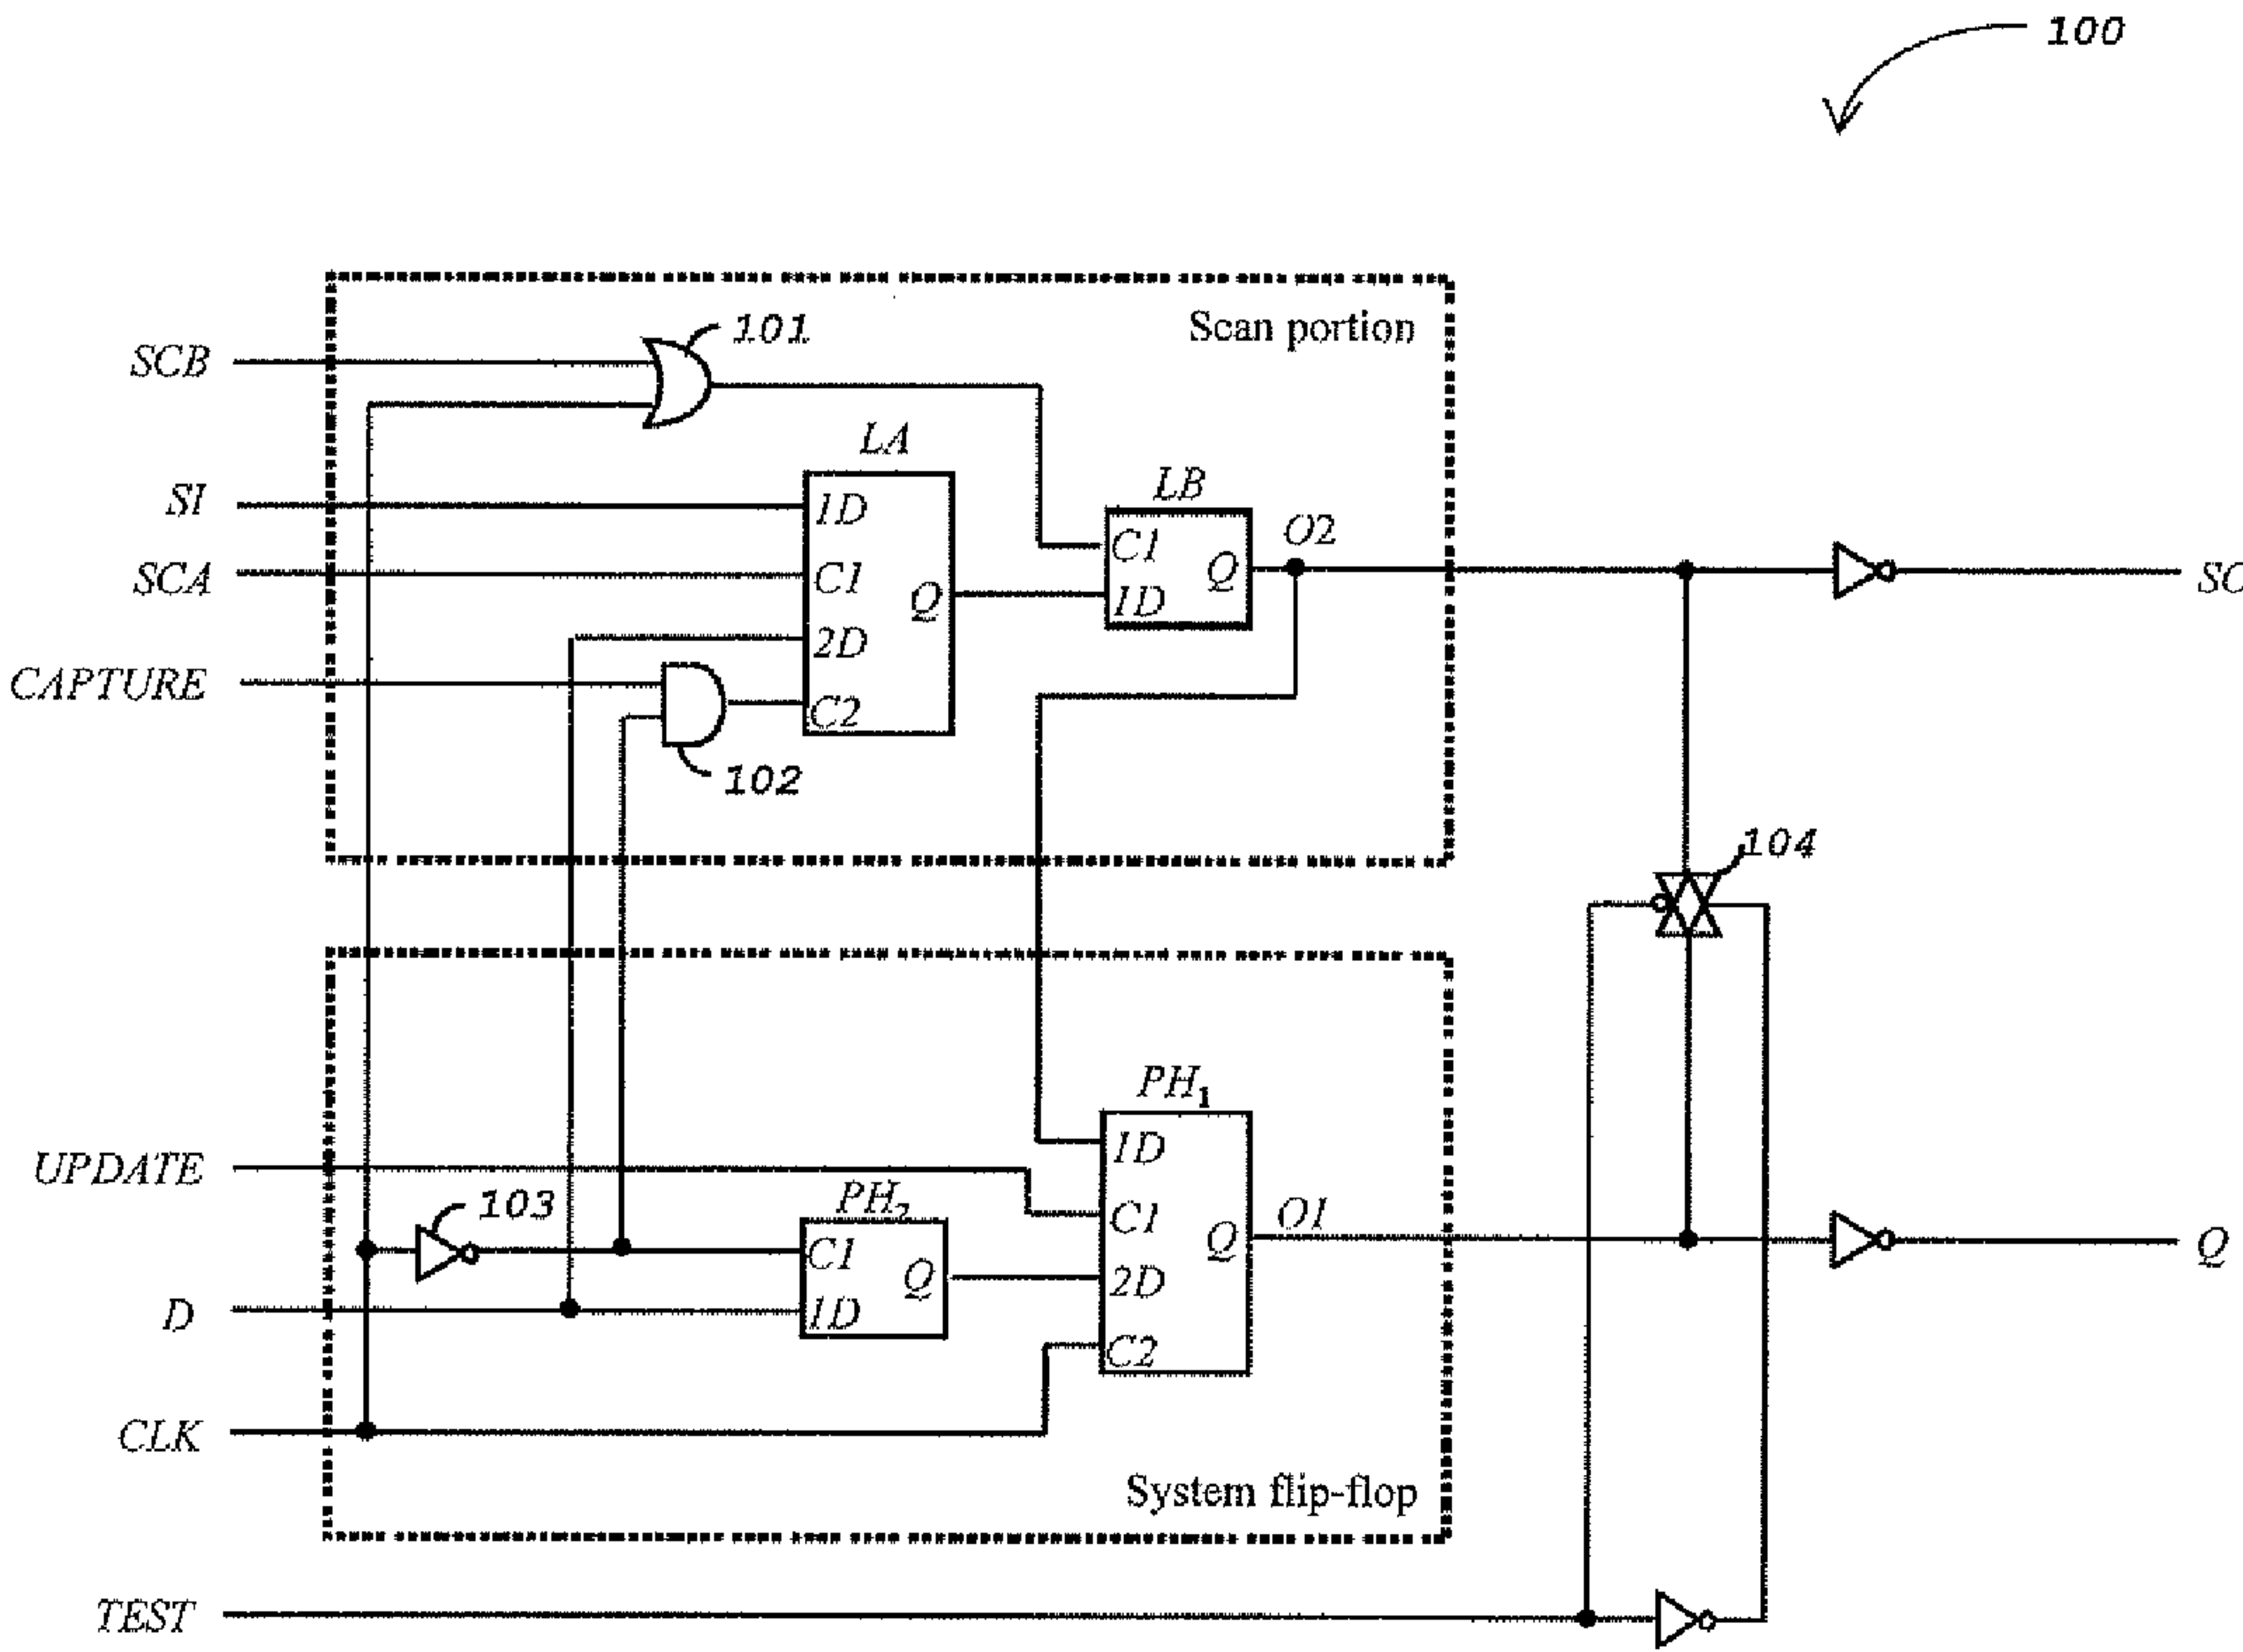 100
Scan portion
SCB
101
LA
SI
1D
LB
SCA
C1
Q
C1
1D
Q
O2
2D
CAPTURE
C2
102
104
UPDATE
PH1
1D
C1
2D
C2
Q
O1
103
PH2
C1
1D
Q
D
Q
CLK
System flip-flop
TEST